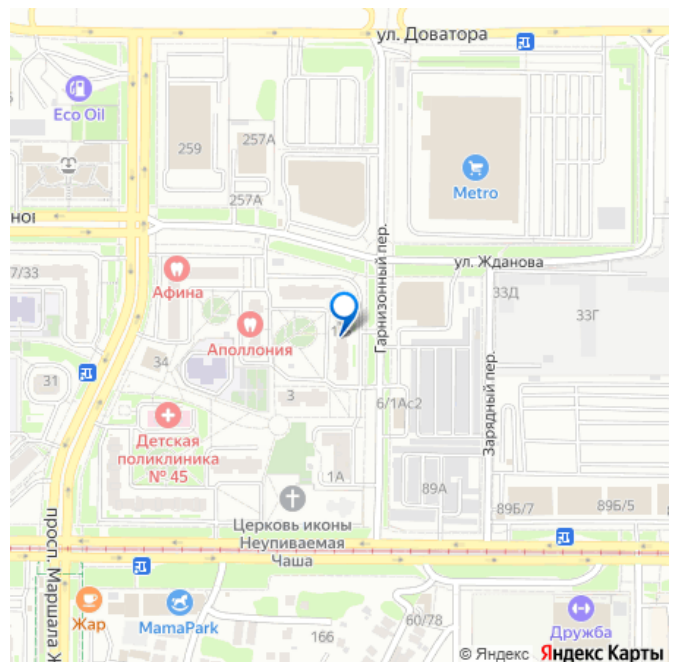 ул. Доватора
Eco Oil
259
257А
Metro
257А
нов
Гарнизонный пер.
ул. Жданова
7/33
Афина
33Д
33Г
Аполлония
1
34
31
3
6/1Ас2
Зарядный пер.
Детская
поликлиника
№ 45
1А
89А
89Б/7
89Б/5
Церковь иконы
Неупиваемая
Чаша
просп. Маршала Ж
Жар
MamaPark
166
60/78
Дружба
© Яндекс Яндекс Карты